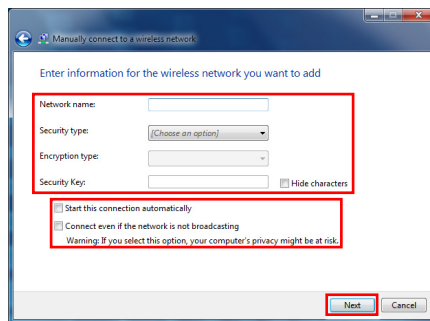 Manually connect to a wireless network
Enter information for the wireless network you want to add
Network name:
Security type: [Choose an option]
Encryption type:
Security Key: Hide characters
Start this connection automatically
Connect even if the network is not broadcasting
Warning: If you select this option, your computer's privacy might be at risk.
Next Cancel